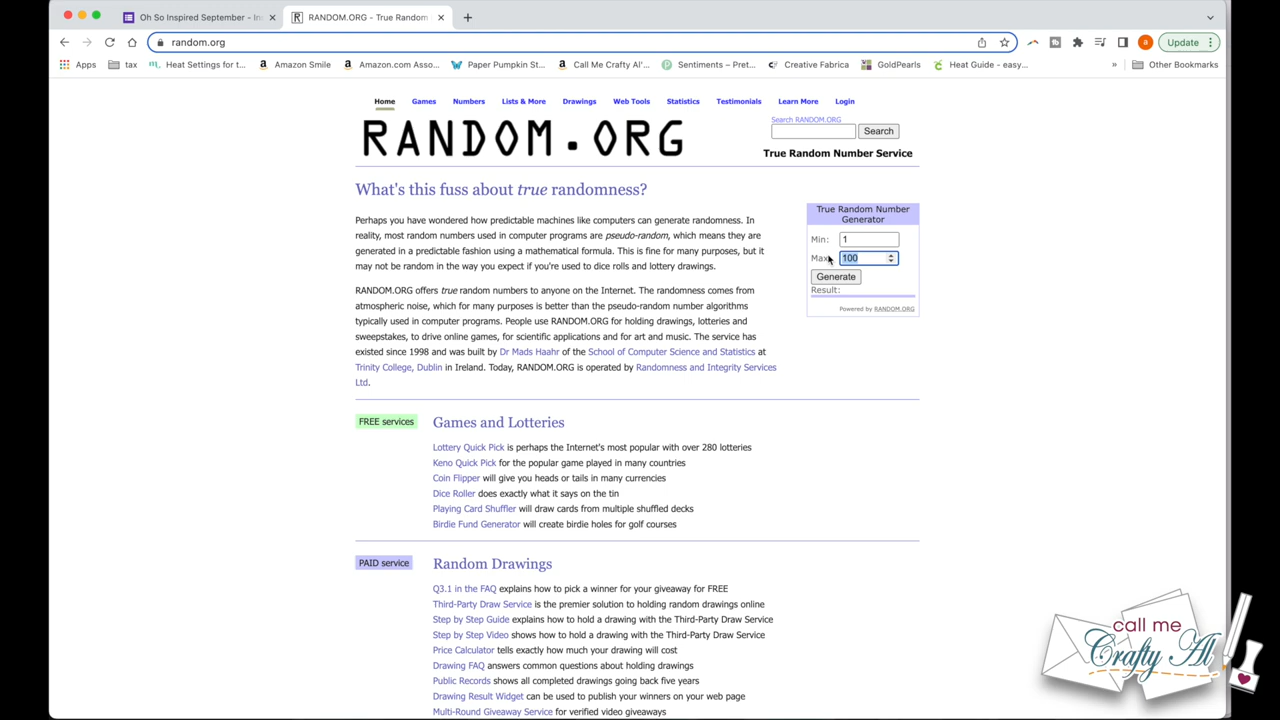 Oh So Inspired September - In
RANDOM.ORG - True Random
random.org
Update
Apps
tax
Heat Settings for t...
Amazon Smile
Amazon.com Asso...
Paper Pumpkin St...
Call Me Crafty Al'...
Sentiments – Pret...
Creative Fabrica
GoldPearls
Heat Guide - easy...
»
Other Bookmarks
Home Games Numbers Lists & More Drawings Web Tools Statistics Testimonials Learn More Login
RANDOM.ORG
Search RANDOM.ORG
Search
True Random Number Service
What's this fuss about true randomness?
Perhaps you have wondered how predictable machines like computers can generate randomness. In
reality, most random numbers used in computer programs are pseudo-random, which means they are
generated in a predictable fashion using a mathematical formula. This is fine for many purposes, but it
may not be random in the way you expect if you're used to dice rolls and lottery drawings.
RANDOM.ORG offers true random numbers to anyone on the Internet. The randomness comes from
atmospheric noise, which for many purposes is better than the pseudo-random number algorithms
typically used in computer programs. People use RANDOM.ORG for holding drawings, lotteries and
sweepstakes, to drive online games, for scientific applications and for art and music. The service has
existed since 1998 and was built by Dr Mads Haahr of the School of Computer Science and Statistics at
Trinity College, Dublin in Ireland. Today, RANDOM.ORG is operated by Randomness and Integrity Services
Ltd.
True Random Number
Generator
Min: 1
Max: 100
Generate
Result:
Powered by RANDOM.ORG
FREE services
Games and Lotteries
Lottery Quick Pick is perhaps the Internet's most popular with over 280 lotteries
Keno Quick Pick for the popular game played in many countries
Coin Flipper will give you heads or tails in many currencies
Dice Roller does exactly what it says on the tin
Playing Card Shuffler will draw cards from multiple shuffled decks
Birdie Fund Generator will create birdie holes for golf courses
PAID service
Random Drawings
Q3.1 in the FAQ explains how to pick a winner for your giveaway for FREE
Third-Party Draw Service is the premier solution to holding random drawings online
Step by Step Guide explains how to hold a drawing with the Third-Party Draw Service
Step by Step Video shows how to hold a drawing with the Third-Party Draw Service
Price Calculator tells exactly how much your drawing will cost
Drawing FAQ answers common questions about holding drawings
Public Records shows all completed drawings going back five years
Drawing Result Widget can be used to publish your winners on your web page
Multi-Round Giveaway Service for verified video giveaways
call me
Crafty Al